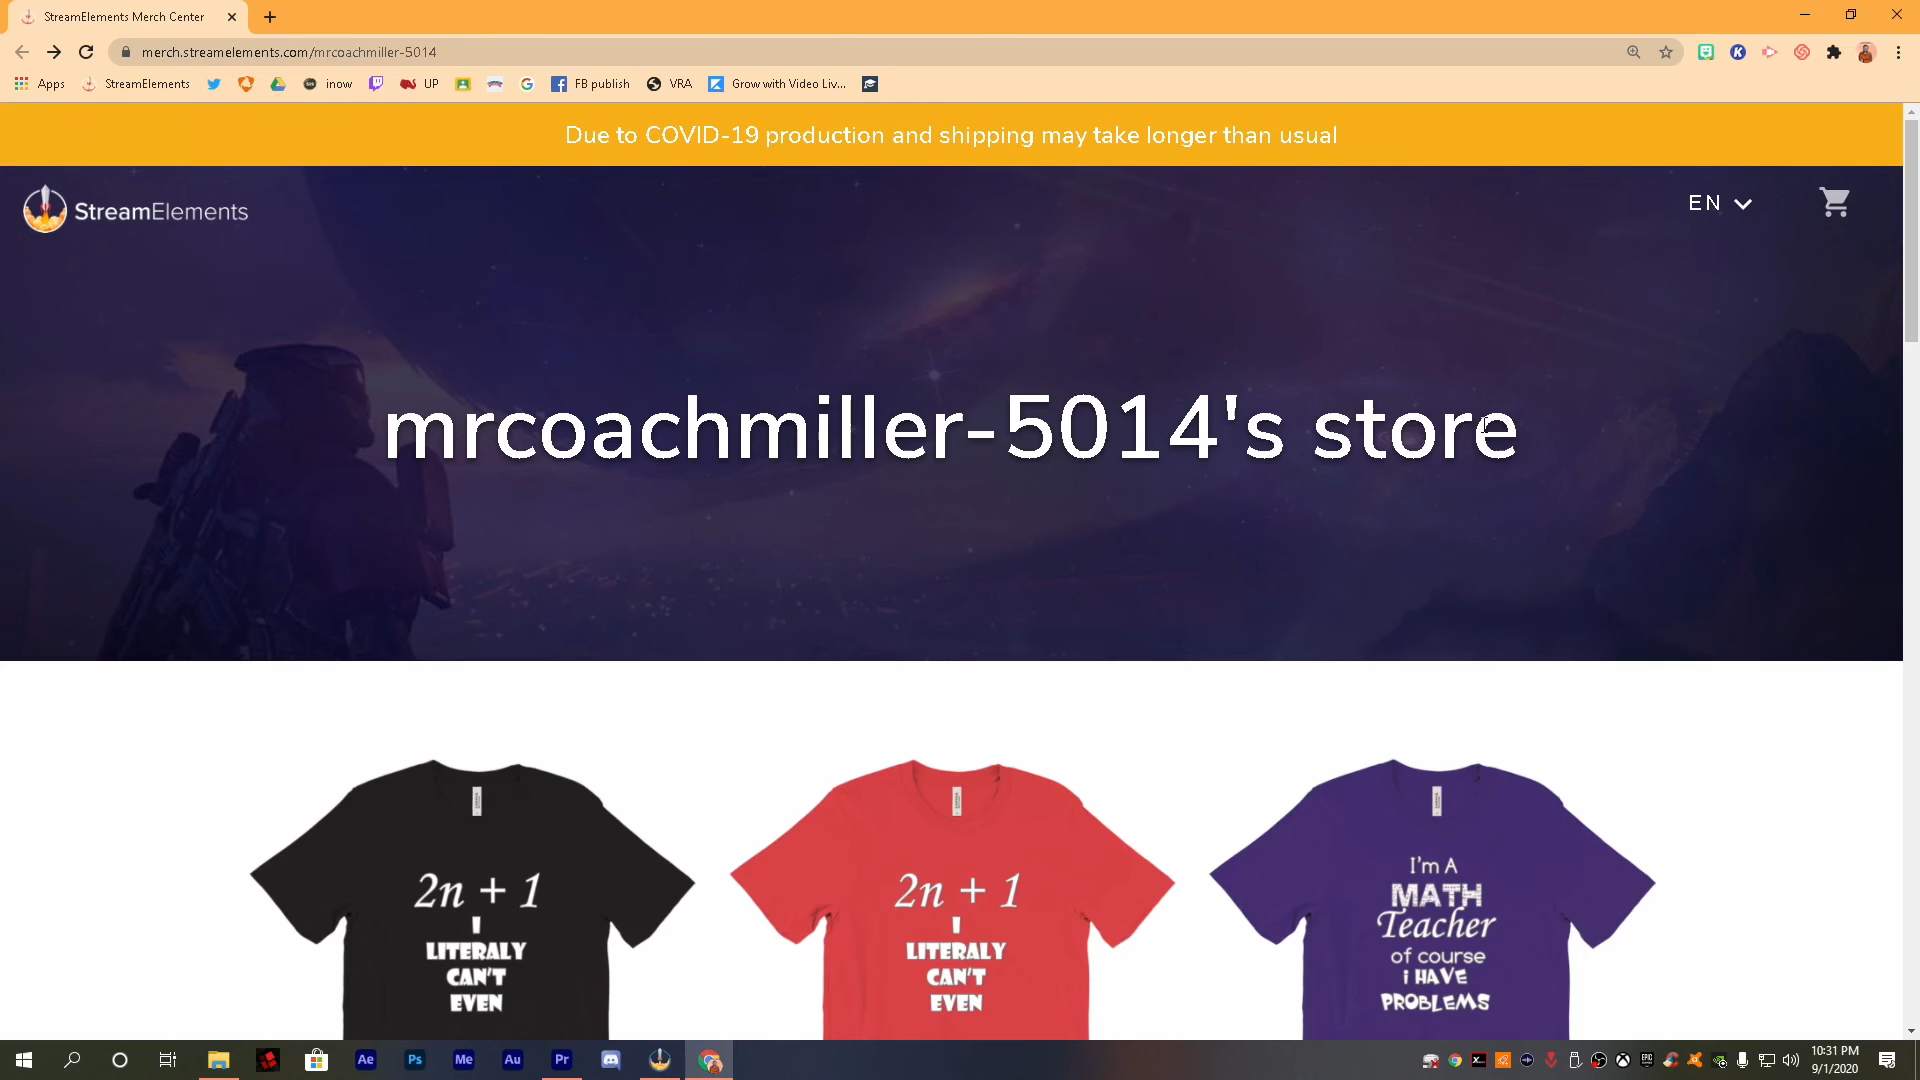 StreamElements Merch Center
merch.streamelements.com/mrcoachmiller-5014
Apps
StreamElements
inow
UP
FB publish
VRA
Grow with Video Liv...
Due to COVID-19 production and shipping may take longer than usual
StreamElements
EN
mrcoachmiller-5014's store
2n + 1
I
LITERALY
CAN'T
EVEN
2n + 1
I
LITERALY
CAN'T
EVEN
I'm A
MATH
Teacher
of course
i HAVE
PROBLEMS
Ae
Ps
Me
Au
Pr
10:31 PM
9/1/2020